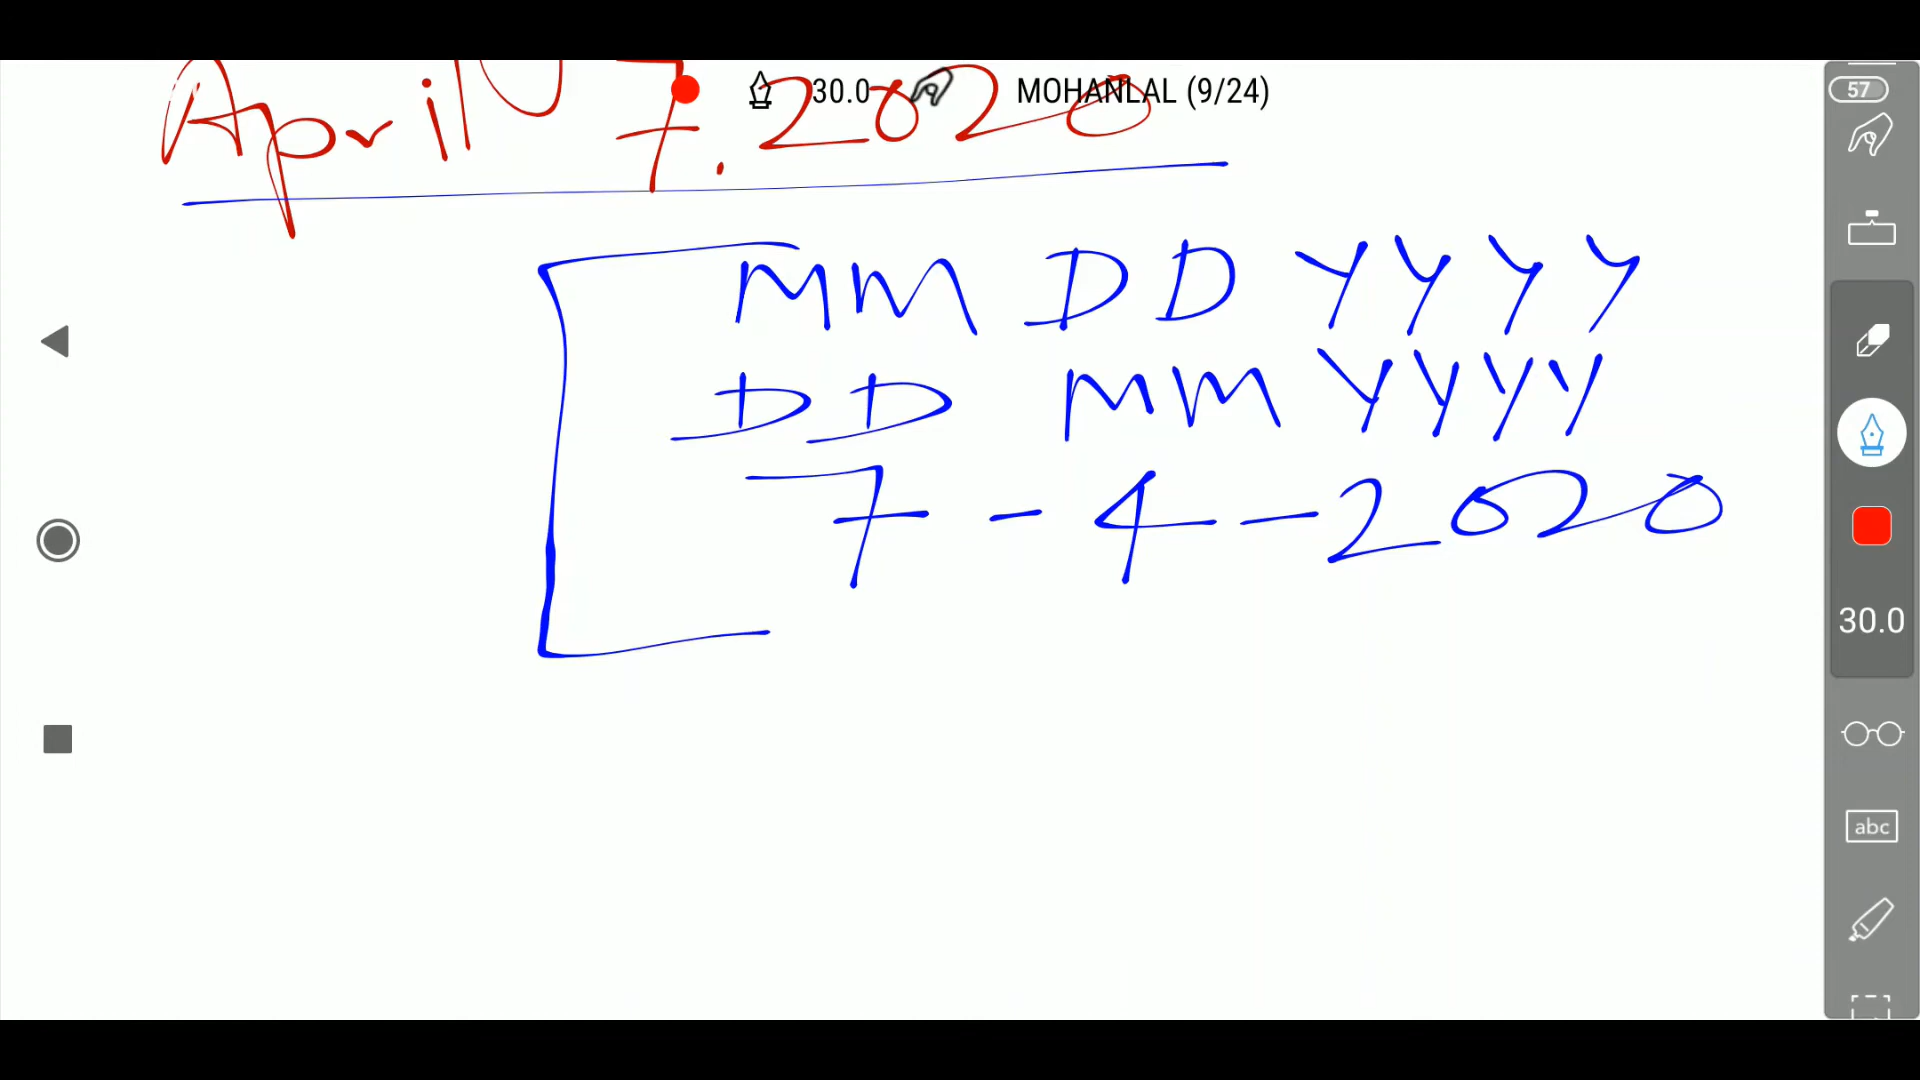 April 7.2020
30.0 MOHANLAL (9/24)
57
MM DD YYYY
DD MM YYYY
7 - 4 - 2020
30.0
abc